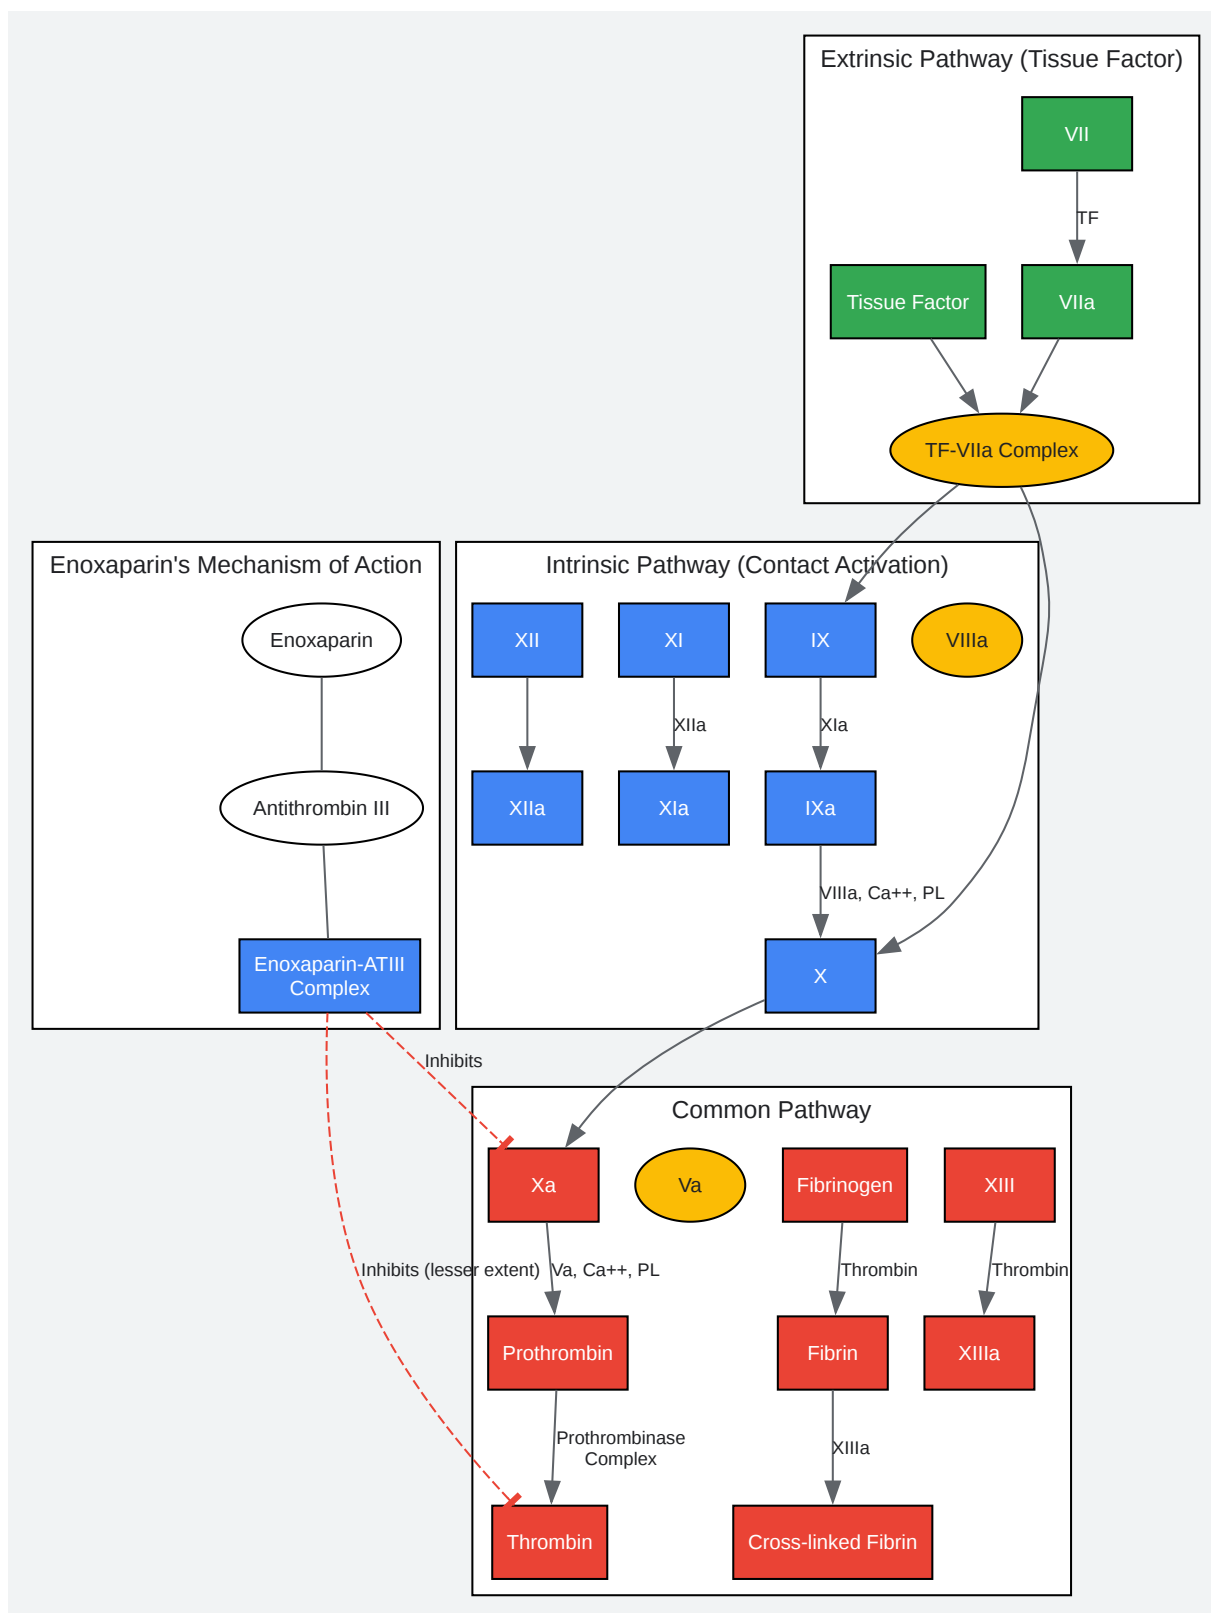 Extrinsic Pathway (Tissue Factor)
VII
TF
Tissue Factor
VIIa
TF-VIIa Complex
Enoxaparin's Mechanism of Action
Enoxaparin
Antithrombin III
Enoxaparin-ATIII
Complex
Intrinsic Pathway (Contact Activation)
XII
XI
IX
VIIIa
XIIa
XIa
XIIa
XIa
IXa
VIIIa, Ca++, PL
X
Inhibits
Common Pathway
Xa
Va
Fibrinogen
XIII
Inhibits (lesser extent)
Va, Ca++, PL
Thrombin
Thrombin
Prothrombin
Fibrin
XIIIa
Prothrombinase
Complex
XIIIa
Thrombin
Cross-linked Fibrin